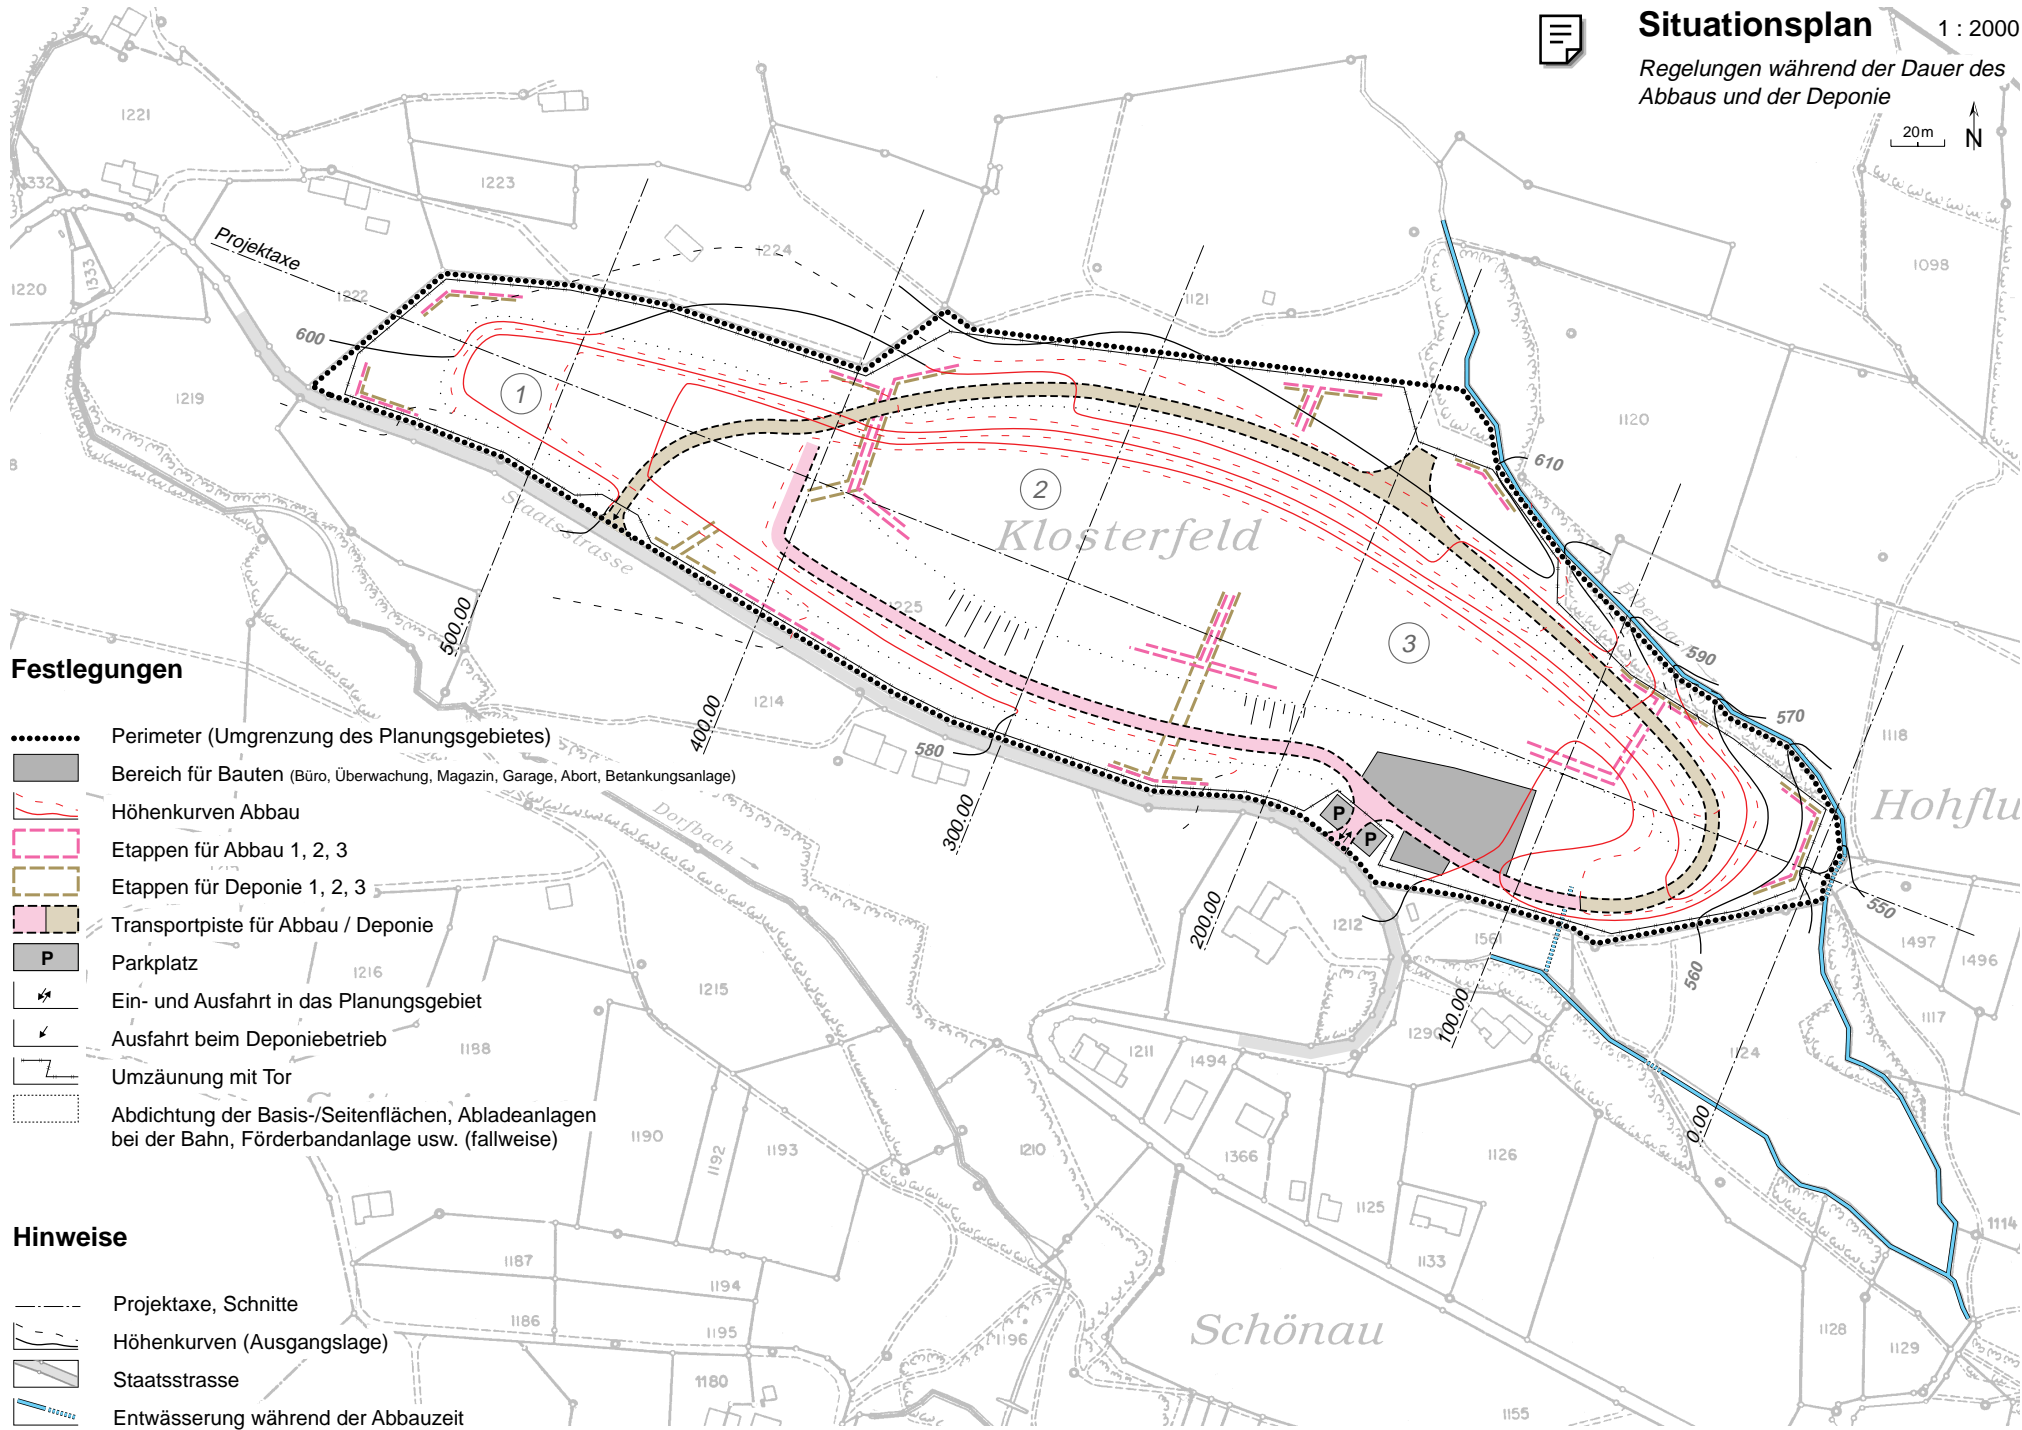 Situationsplan 1 : 2000
Regelungen während der Dauer des
Abbaus und der Deponie
20m
N
1221
1332
1223
1224
1333
1220
1222
1219
1121
1098
1120
Projektaxe
600
1
2
3
610
Klosterfeld
Staatsstrasse
1225
Biberbach
590
570
500.00
400.00
300.00
200.00
100.00
0.00
1214
580
1118
Hohflu
P
P
550
560
1212
1561
1497
1496
1117
Dorfbach
1216
1215
1188
1211
1494
1290
1124
Festlegungen
Perimeter (Umgrenzung des Planungsgebietes)
Bereich für Bauten (Büro, Überwachung, Magazin, Garage, Abort, Betankungsanlage)
Höhenkurven Abbau
Etappen für Abbau 1, 2, 3
Etappen für Deponie 1, 2, 3
Transportpiste für Abbau / Deponie
P Parkplatz
Ein- und Ausfahrt in das Planungsgebiet
Ausfahrt beim Deponiebetrieb
Umzäunung mit Tor
Abdichtung der Basis-/Seitenflächen, Abladeanlagen
bei der Bahn, Förderbandanlage usw. (fallweise)
1190
1192
1193
1210
1366
1126
1125
1133
1114
1187
1194
1186
1195
1196
1180
Schönau
1128
1129
1155
Hinweise
Projektaxe, Schnitte
Höhenkurven (Ausgangslage)
Staatsstrasse
Entwässerung während der Abbauzeit